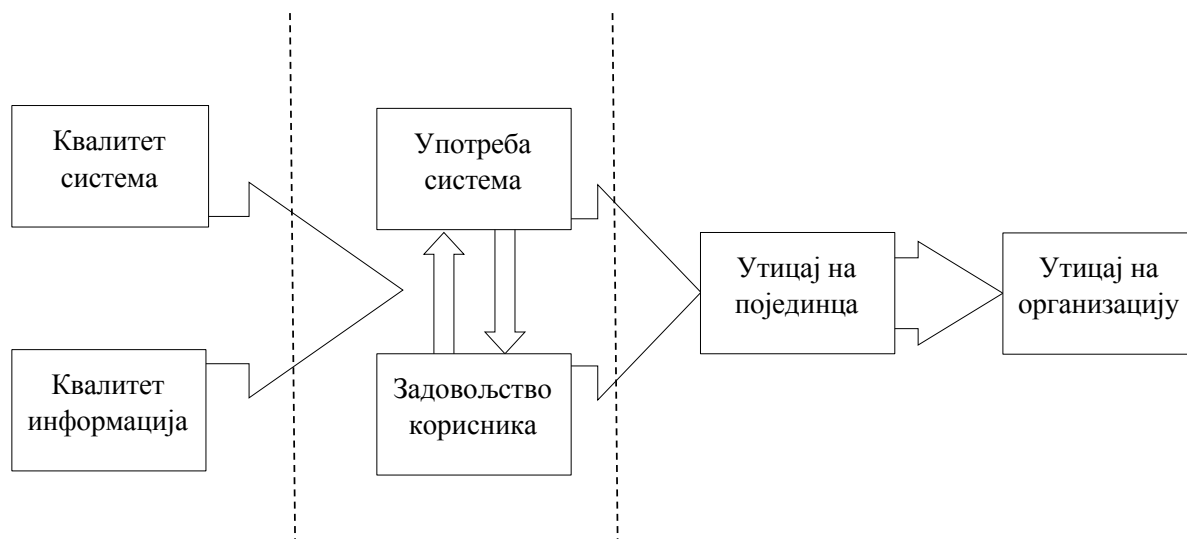 Квалитет
система
Квалитет
информација
Употреба
система
Задовољство
корисника
Утицај на
појединца
Утицај на
организацију